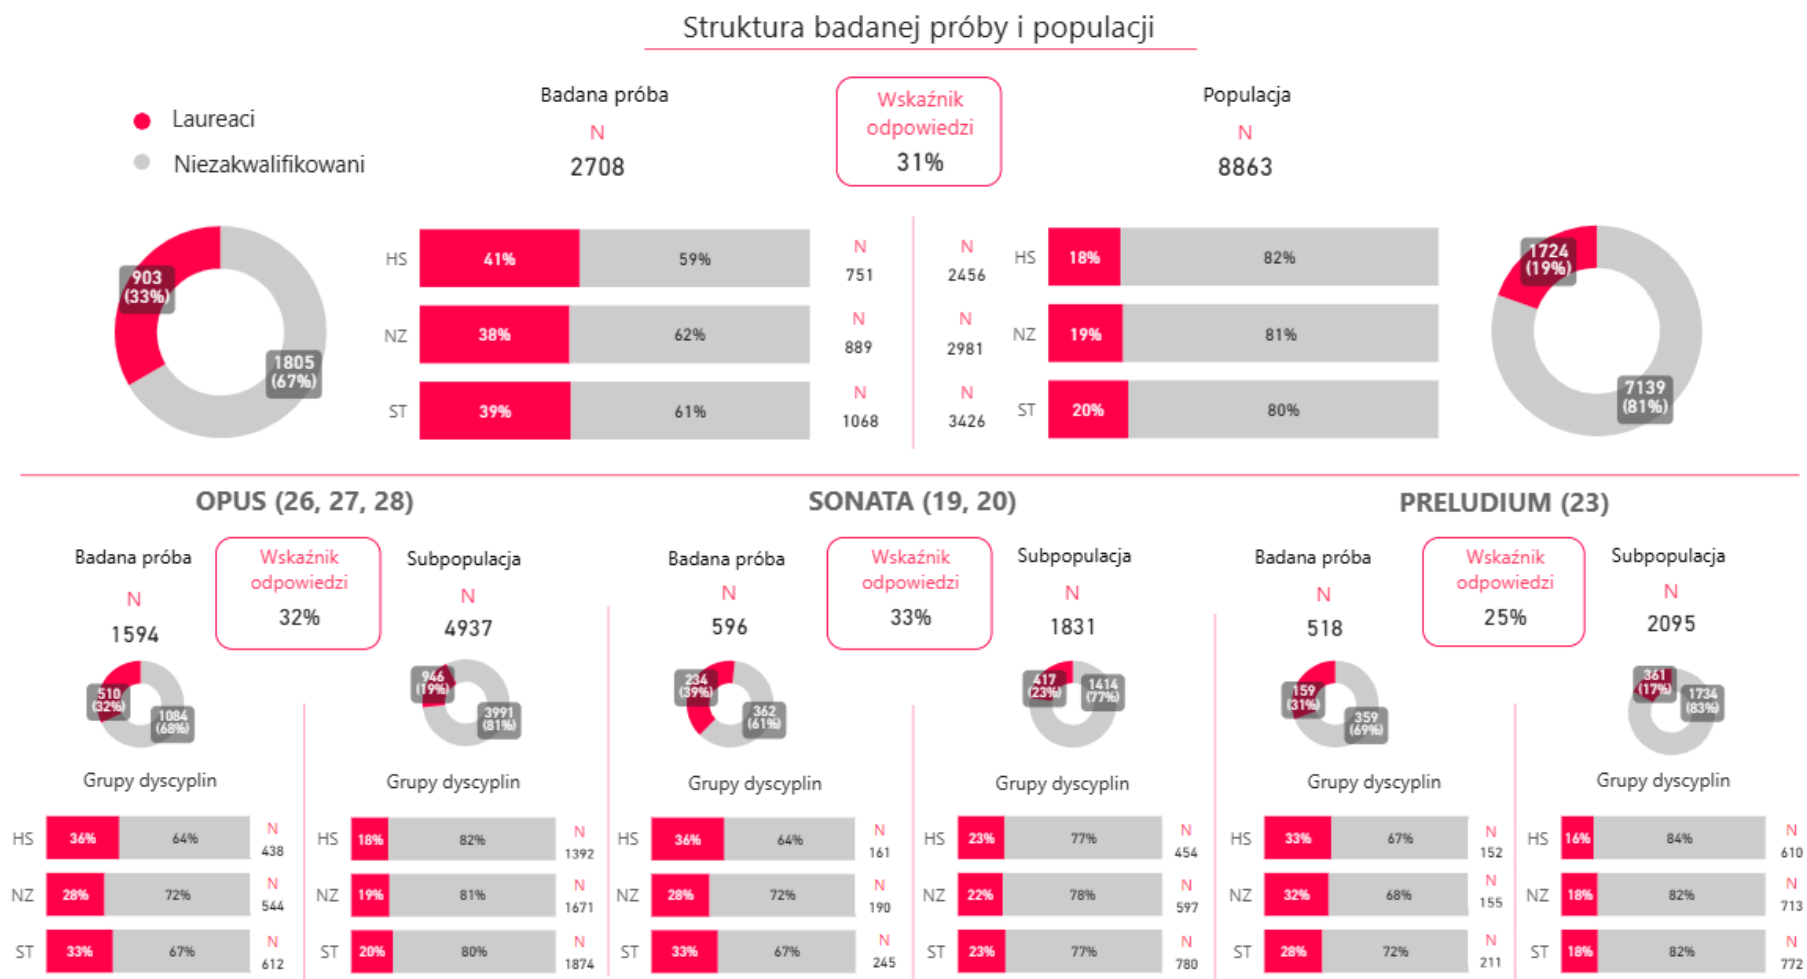 Struktura badanej próby i populacji
Laureaci
Niezakwalifikowani
Badana próba
N
2708
Wskaźnik
odpowiedzi
31%
Populacja
N
8863
903
(33%)
1805
(67%)
HS 41% 59% N 751
NZ 38% 62% N 889
ST 39% 61% N 1068
N 2456 HS 18% 82%
N 2981 NZ 19% 81%
N 3426 ST 20% 80%
1724
(19%)
7139
(81%)
OPUS (26, 27, 28)
Badana próba
N
1594
Wskaźnik
odpowiedzi
32%
Subpopulacja
N
4937
510
(32%)
1084
(68%)
946
(19%)
3991
(81%)
Grupy dyscyplin
HS 36% 64% N 438
NZ 28% 72% N 544
ST 33% 67% N 612
Grupy dyscyplin
HS 18% 82% N 1392
NZ 19% 81% N 1671
ST 20% 80% N 1874
SONATA (19, 20)
Badana próba
N
596
Wskaźnik
odpowiedzi
33%
Subpopulacja
N
1831
234
(39%)
362
(61%)
417
(23%)
1414
(77%)
Grupy dyscyplin
HS 36% 64% N 161
NZ 28% 72% N 190
ST 33% 67% N 245
Grupy dyscyplin
HS 23% 77% N 454
NZ 22% 78% N 597
ST 23% 77% N 780
PRELUDIUM (23)
Badana próba
N
518
Wskaźnik
odpowiedzi
25%
Subpopulacja
N
2095
159
(31%)
359
(69%)
361
(17%)
1734
(83%)
Grupy dyscyplin
HS 33% 67% N 152
NZ 32% 68% N 155
ST 28% 72% N 211
Grupy dyscyplin
HS 16% 84% N 610
NZ 18% 82% N 713
ST 18% 82% N 772